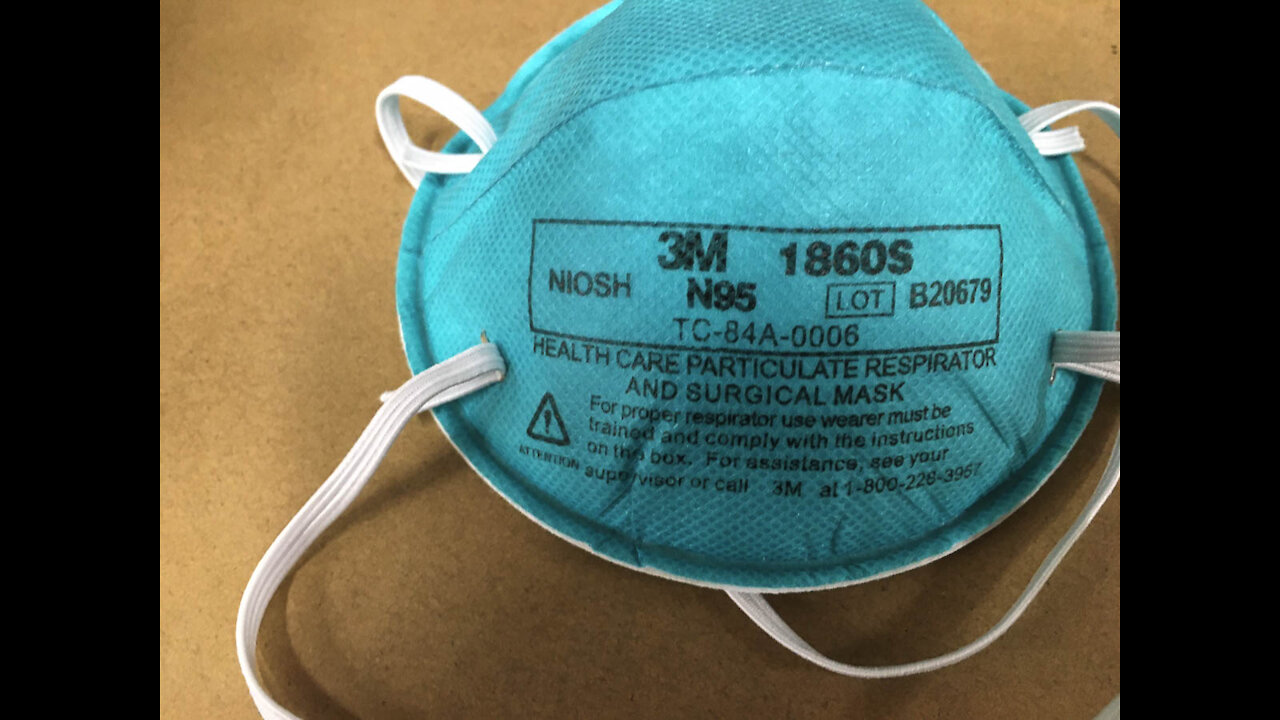 3M 1860S
NIOSH N95 LOT B20679
TC-84A-0006
HEALTH CARE PARTICULATE RESPIRATOR
AND SURGICAL MASK
For proper respirator use wearer must be
trained and comply with the instructions
on the box. For assistance, see your
ATTENTION supervisor or call 3M at 1-800-228-3957